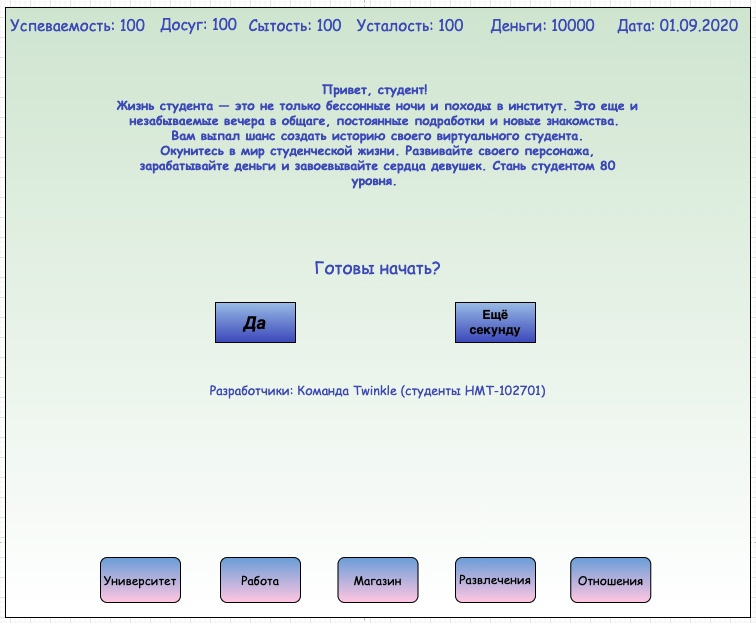 Успеваемость: 100 Досуг: 100 Сытость: 100 Усталость: 100 Деньги: 10000 Дата: 01.09.2020
Привет, студент!
Жизнь студента — это не только бессонные ночи и походы в институт. Это еще и
незабываемые вечера в общаге, постоянные подработки и новые знакомства.
Вам выпал шанс создать историю своего виртуального студента.
Окунитесь в мир студенческой жизни. Развивайте своего персонажа,
зарабатывайте деньги и завоевывайте сердца девушек. Стань студентом 80
уровня.
Готовы начать?
Да
Ещё
секунду
Разработчики: Команда Twinkle (студенты НМТ-102701)
Университет Работа Магазин Развлечения Отношения